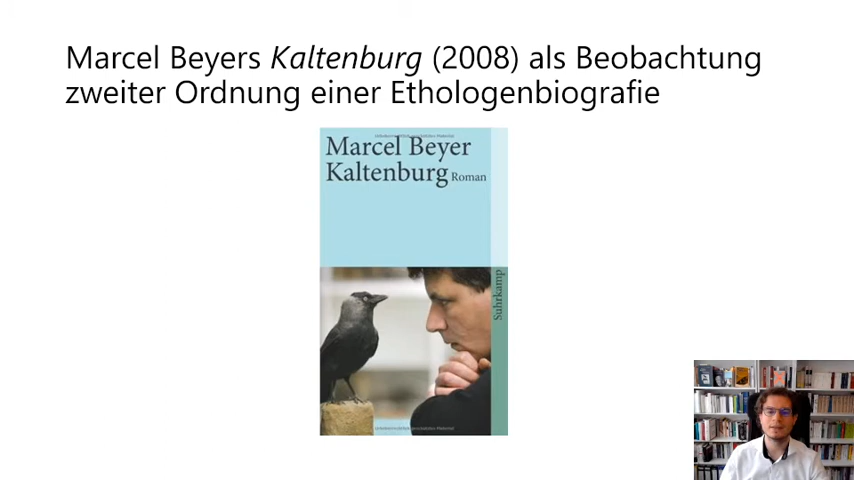 Marcel Beyers Kaltenburg (2008) als Beobachtung
zweiter Ordnung einer Ethologenbiografie
Marcel Beyer
Kaltenburg Roman
Suhrkamp